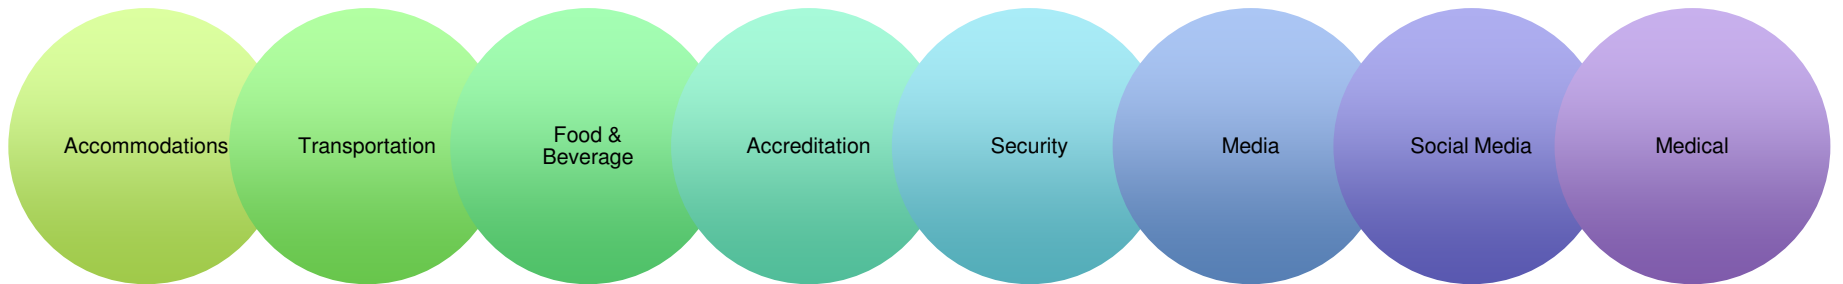 Accommodations
Transportation
Food &
Beverage
Accreditation
Security
Media
Social Media
Medical